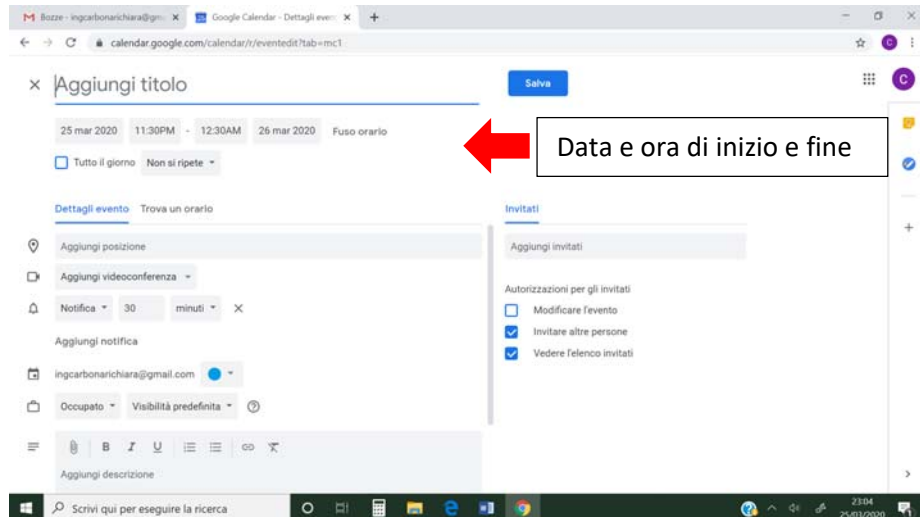 Bozze - ingcarbonarichiara@gm
Google Calendar - Dettagli even
calendar.google.com/calendar/r/eventedit?tab=mc1
C
Aggiungi titolo
Salva
C
25 mar 2020 11:30PM - 12:30AM 26 mar 2020 Fuso orario
Data e ora di inizio e fine
Tutto il giorno Non si ripete
Dettagli evento Trova un orario
Invitati
Aggiungi posizione
Aggiungi invitati
Aggiungi videoconferenza
Autorizzazioni per gli invitati
Notifica 30 minuti
Modificare l'evento
Invitare altre persone
Aggiungi notifica
Vedere l'elenco invitati
ingcarbonarichiara@gmail.com
Occupato Visibilità predefinita
B I U
Aggiungi descrizione
Scrivi qui per eseguire la ricerca
23:04
25/03/2020